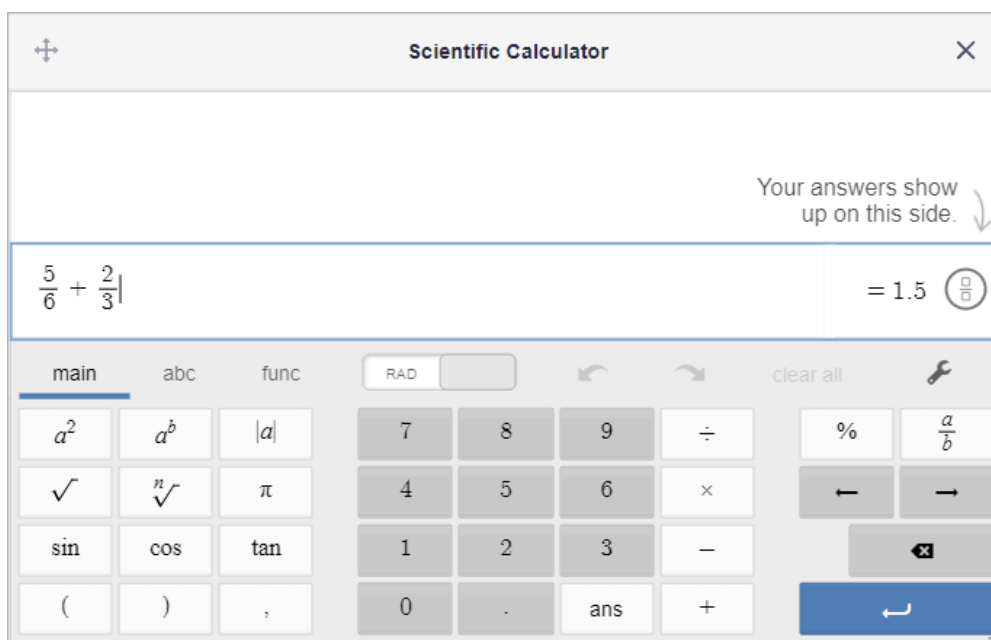 Scientific Calculator
Your answers show
up on this side.
5/6 + 2/3 = 1.5
main abc func RAD clear all
a² aᵇ |a| 7 8 9 ÷ % a/b
√ ⁿ√ π 4 5 6 × ← →
sin cos tan 1 2 3 −
( ) , 0 . ans +